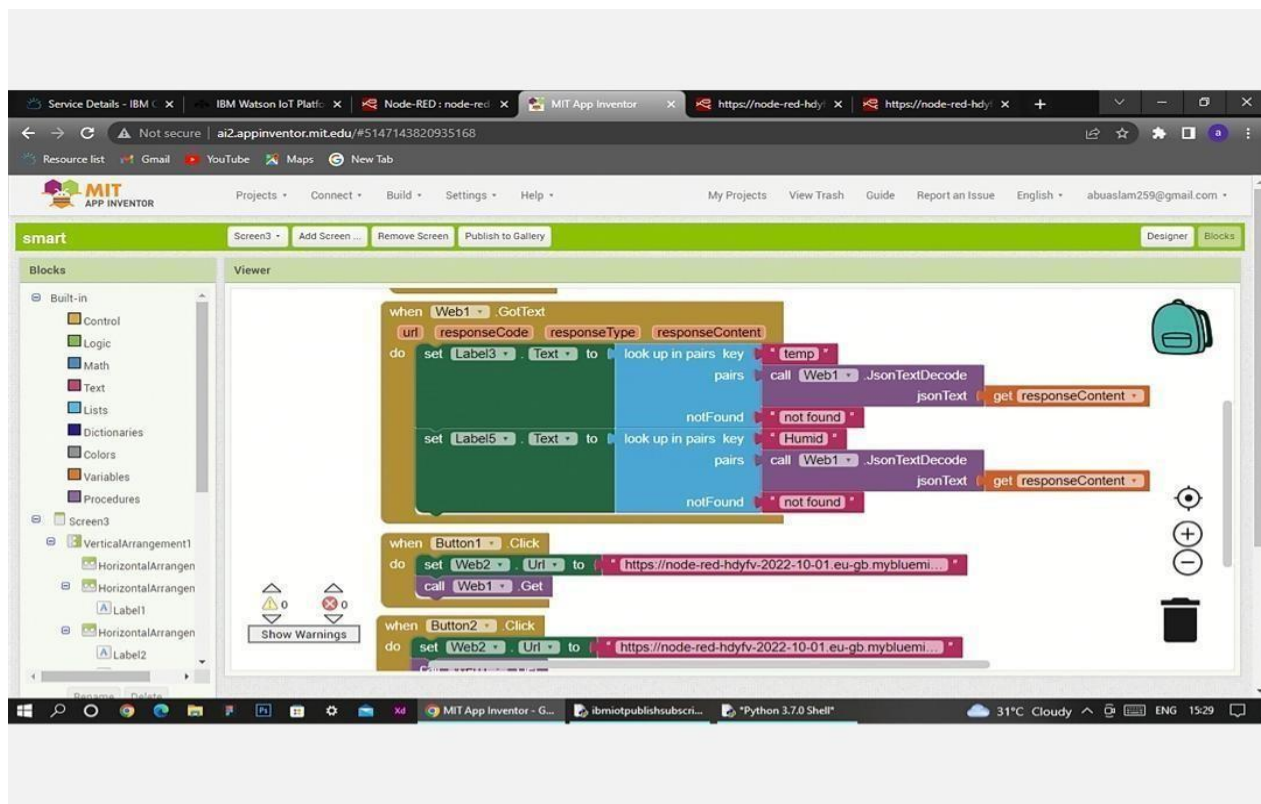 Service Details - IBM C
IBM Watson IoT Platfo
Node-RED : node-red
MIT App Inventor
https://node-red-hdy
https://node-red-hdy
Not secure | ai2.appinventor.mit.edu/#5147143820935168
a
Resource list Gmail YouTube Maps New Tab
MIT
APP INVENTOR
Projects Connect Build Settings Help My Projects View Trash Guide Report an Issue English abuaslam259@gmail.com
smart Screen3 Add Screen ... Remove Screen Publish to Gallery Designer Blocks
Blocks Viewer
Built-in
Control
Logic
Math
Text
Lists
Dictionaries
Colors
Variables
Procedures
Screen3
VerticalArrangement1
HorizontalArrangen
HorizontalArrangen
Label1
HorizontalArrangen
Label2
Rename Delete
when Web1 .GotText
url responseCode responseType responseContent
do set Label3 . Text to look up in pairs key " temp "
pairs call Web1 .JsonTextDecode
jsonText get responseContent
notFound " not found "
set Label5 . Text to look up in pairs key " Humid "
pairs call Web1 .JsonTextDecode
jsonText get responseContent
notFound " not found "
when Button1 .Click
do set Web2 . Url to " https://node-red-hdyfv-2022-10-01.eu-gb.mybluemi... "
call Web1 .Get
when Button2 .Click
do set Web2 . Url to " https://node-red-hdyfv-2022-10-01.eu-gb.mybluemi... "
0 0
Show Warnings
Ps Xd MIT App Inventor - G... ibmiotpublishsubscri... *Python 3.7.0 Shell* 31°C Cloudy ENG 15:29